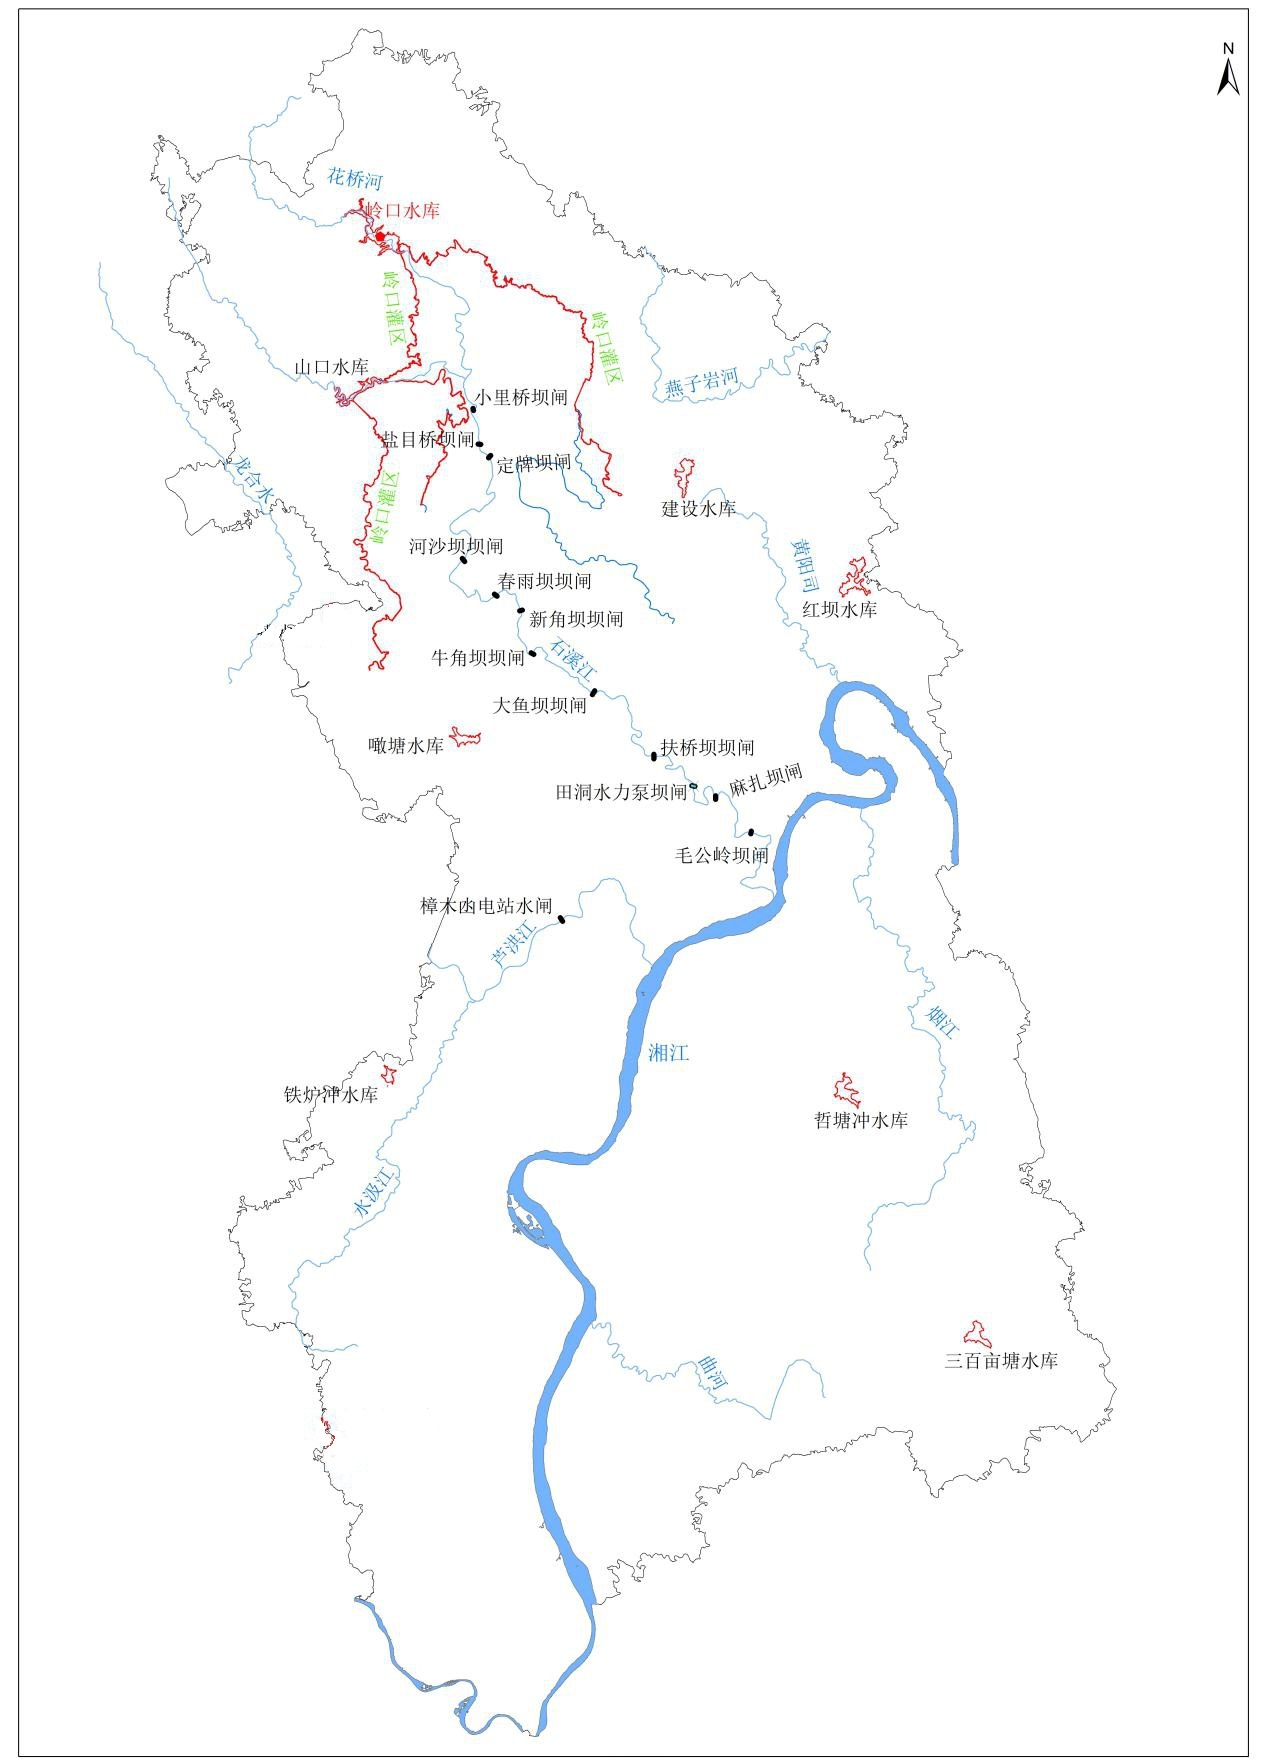 N
花桥河
岭口水库
岭口灌区
岭口灌区
山口水库
燕子岩河
小里桥坝闸
盐目桥坝闸
定牌坝闸
龙合水
岭口灌区
建设水库
河沙坝坝闸
黄阳司
春雨坝坝闸
红坝水库
新角坝坝闸
石溪江
牛角坝坝闸
大鱼坝坝闸
噉塘水库
扶桥坝坝闸
麻扎坝闸
田洞水力泵坝闸
毛公岭坝闸
樟木凼电站水闸
芦洪江
烟江
湘江
铁炉冲水库
哲塘冲水库
水汲江
三百亩塘水库
曲河